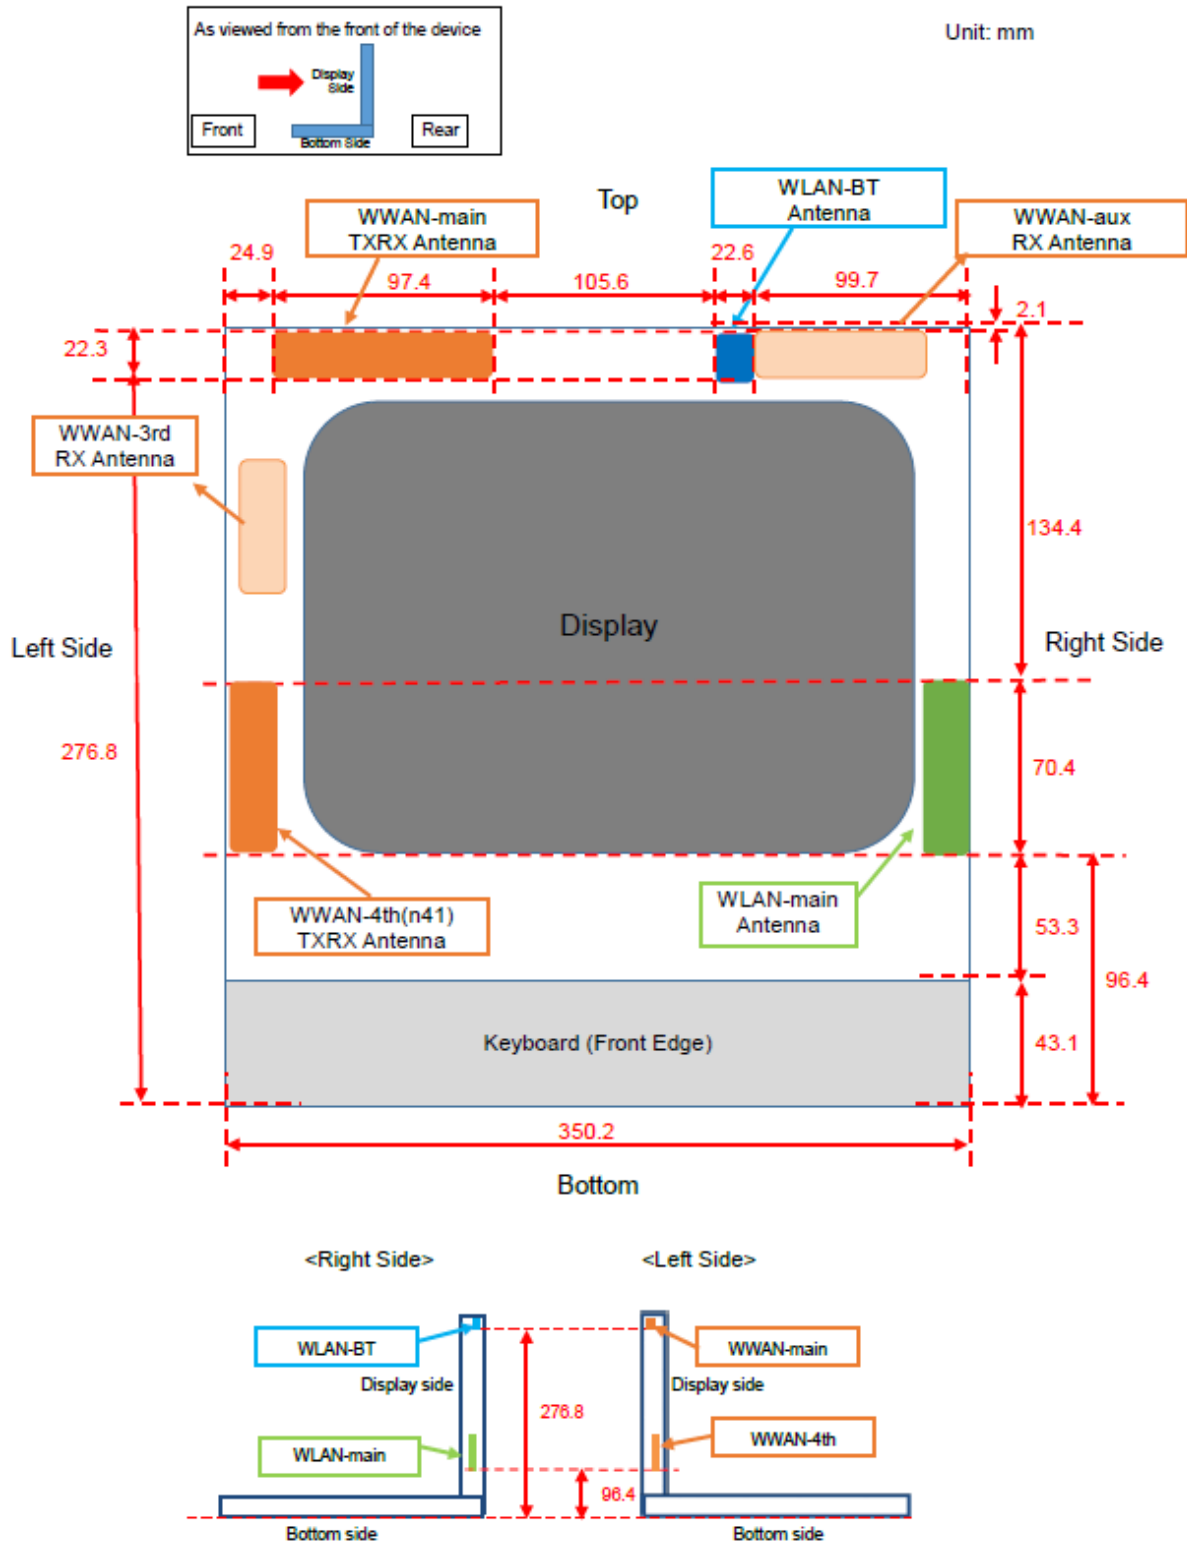 As viewed from the front of the device
Unit: mm
Display
Side
Front
Rear
Bottom Side
Top
WLAN-BT
Antenna
WWAN-main
TXRX Antenna
WWAN-aux
RX Antenna
24.9
22.6
97.4
105.6
99.7
2.1
22.3
WWAN-3rd
RX Antenna
134.4
Display
Left Side
Right Side
276.8
70.4
WWAN-4th(n41)
TXRX Antenna
WLAN-main
Antenna
53.3
96.4
Keyboard (Front Edge)
43.1
350.2
Bottom
<Right Side>
<Left Side>
WLAN-BT
WWAN-main
Display side
Display side
276.8
WLAN-main
WWAN-4th
96.4
Bottom side
Bottom side